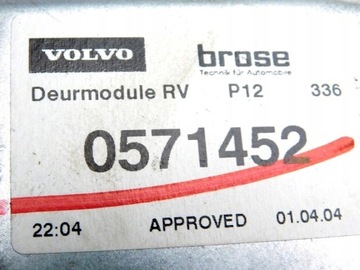 VOLVO brose
Technik für Automobile
Deurmodule RV P12 336
0571452
22:04 APPROVED 01.04.04